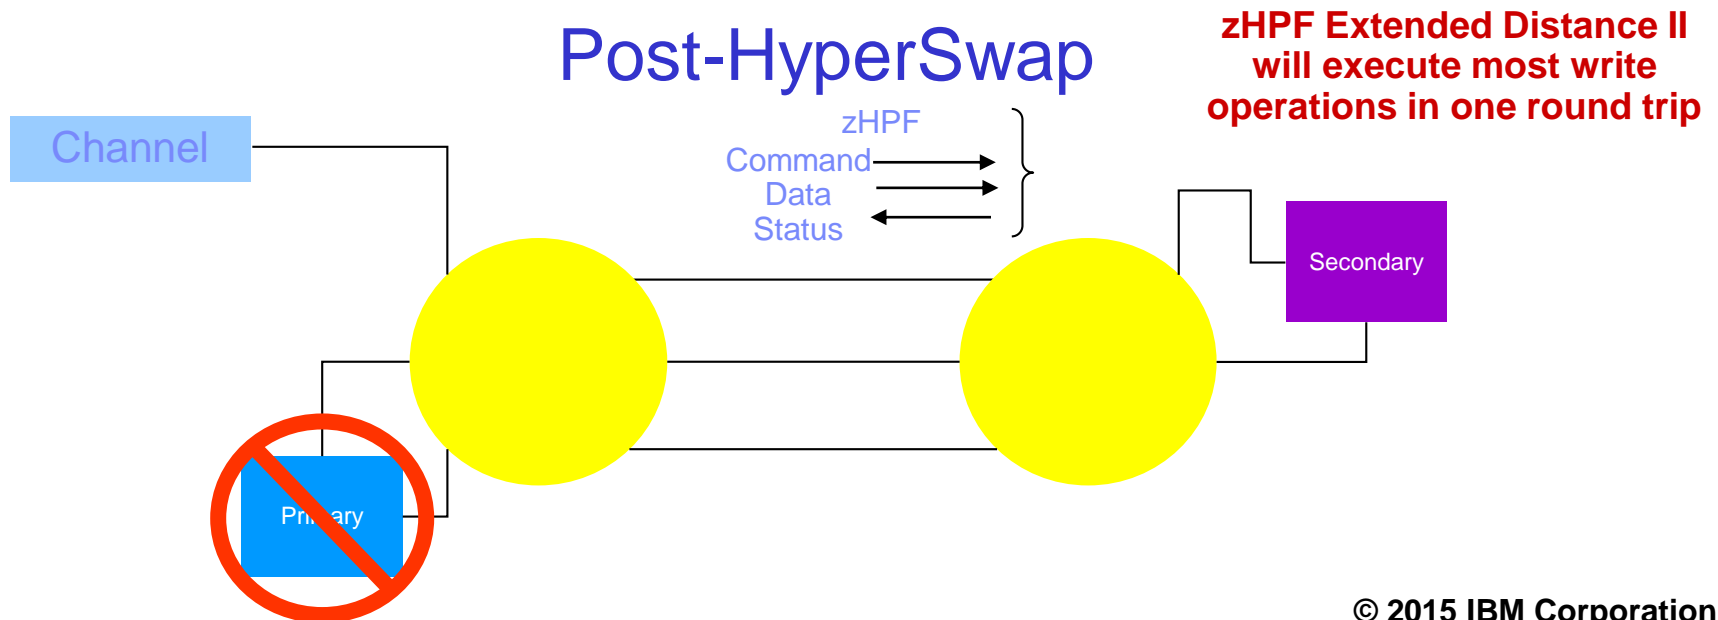 Post-HyperSwap
zHPF Extended Distance II
will execute most write
operations in one round trip
Channel
zHPF
Command
Data
Status
Secondary
Primary
© 2015 IBM Corporation